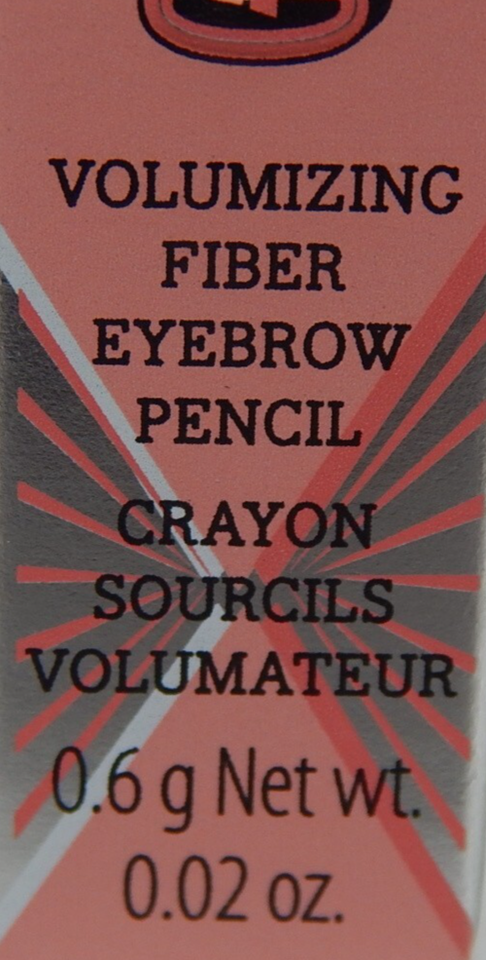 VOLUMIZING
FIBER
EYEBROW
PENCIL
CRAYON
SOURCILS
VOLUMATEUR
0.6 g Net wt.
0.02 oz.